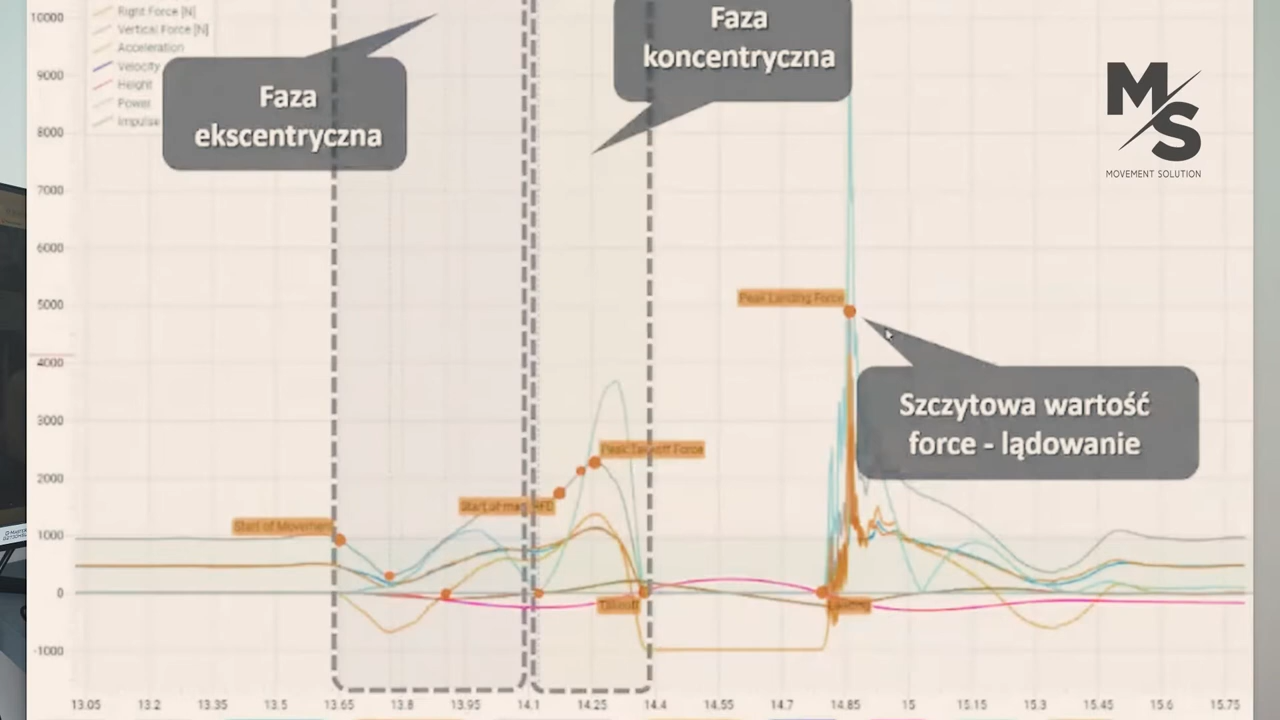 10000
9000
8000
7000
6000
5000
4000
3000
2000
1000
0
-1000
Right Force [N]
Vertical Force [N]
Acceleration
Velocity
Height
Power
Impulse
Faza
ekscentryczna
Faza
koncentryczna
M/S
MOVEMENT SOLUTION
Peak Landing Force
Szczytowa wartość
force - lądowanie
Peak Takeoff Force
Start of max RFD
Start of Movement
Takeoff
Landing
13.05 13.2 13.35 13.5 13.65 13.8 13.95 14.1 14.25 14.4 14.55 14.7 14.85 15 15.15 15.3 15.45 15.6 15.75